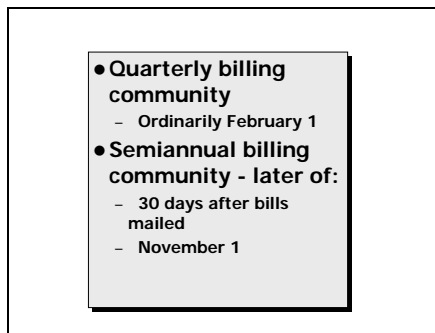 ● Quarterly billing
community
– Ordinarily February 1
● Semiannual billing
community - later of:
– 30 days after bills
mailed
– November 1